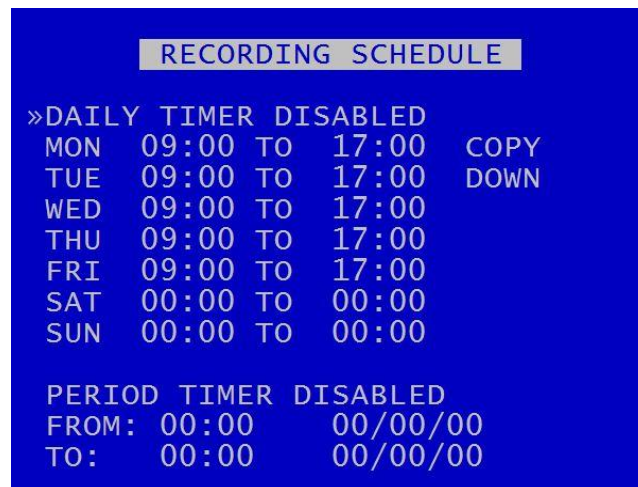 RECORDING SCHEDULE
»DAILY TIMER DISABLED
MON 09:00 TO 17:00 COPY
TUE 09:00 TO 17:00 DOWN
WED 09:00 TO 17:00
THU 09:00 TO 17:00
FRI 09:00 TO 17:00
SAT 00:00 TO 00:00
SUN 00:00 TO 00:00
PERIOD TIMER DISABLED
FROM: 00:00 00/00/00
TO: 00:00 00/00/00